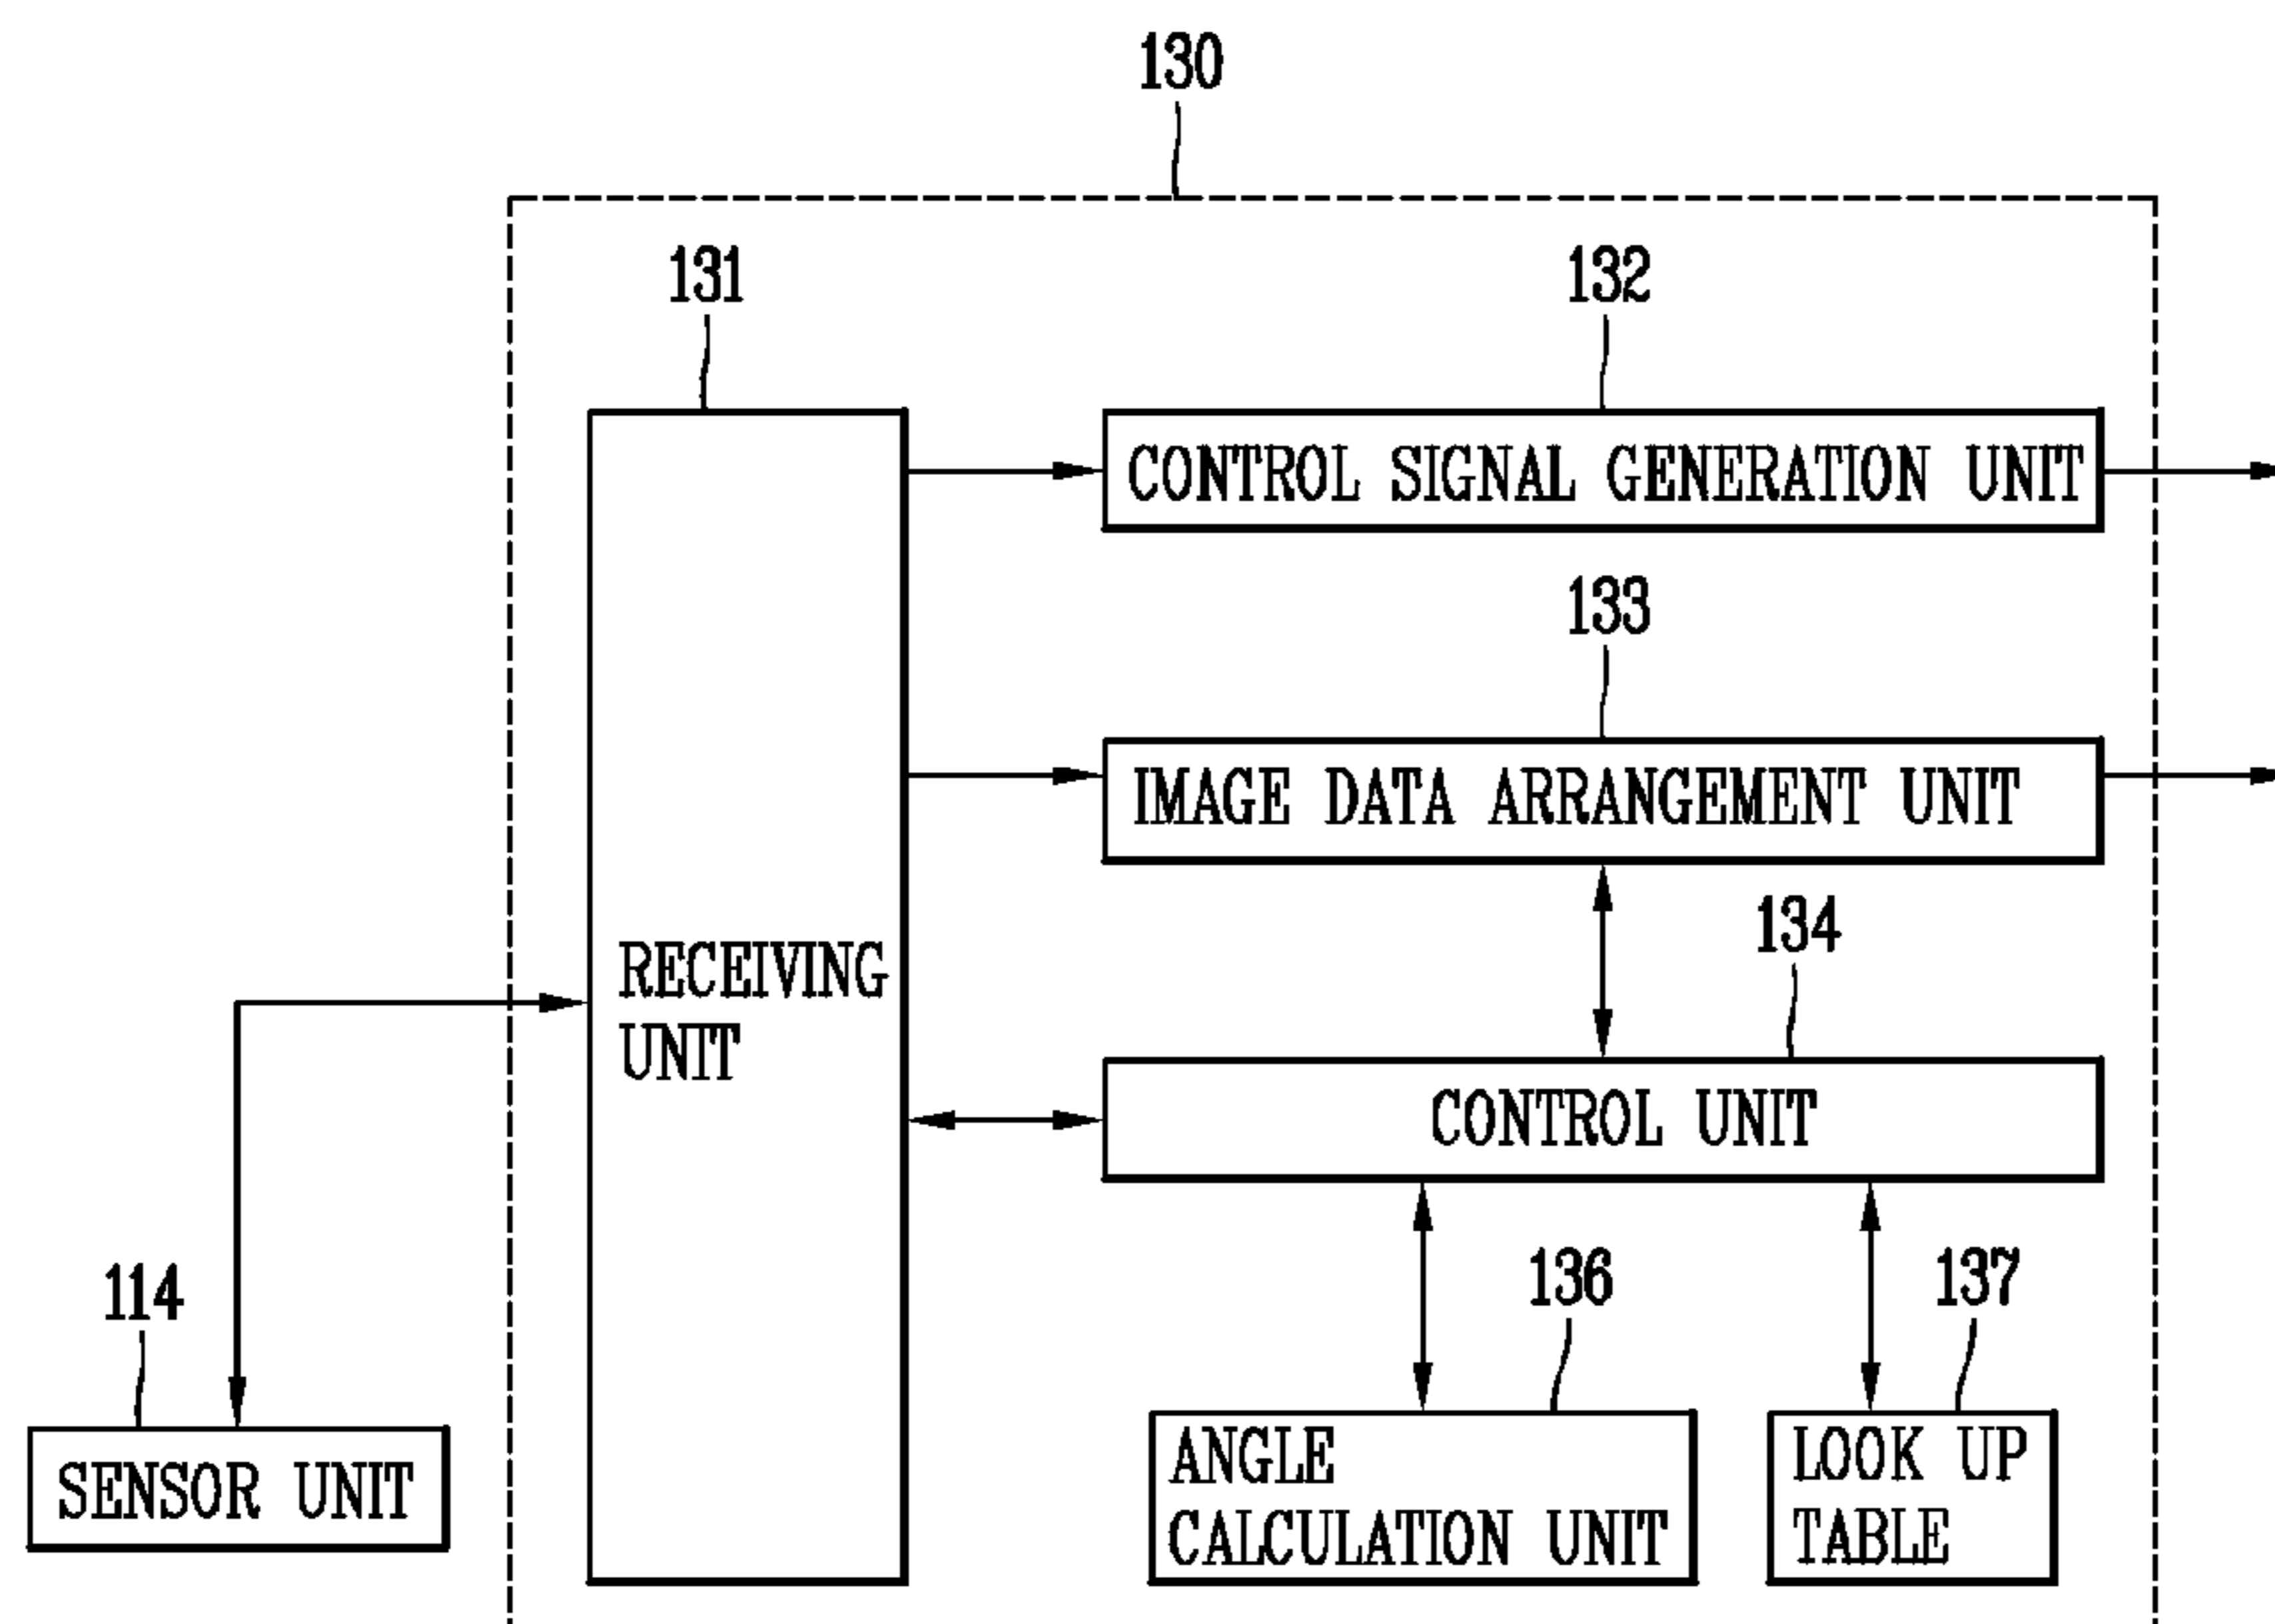 130
131
132
CONTROL SIGNAL GENERATION UNIT
133
IMAGE DATA ARRANGEMENT UNIT
134
RECEIVING
UNIT
CONTROL UNIT
114
136
137
SENSOR UNIT
ANGLE
CALCULATION UNIT
LOOK UP
TABLE